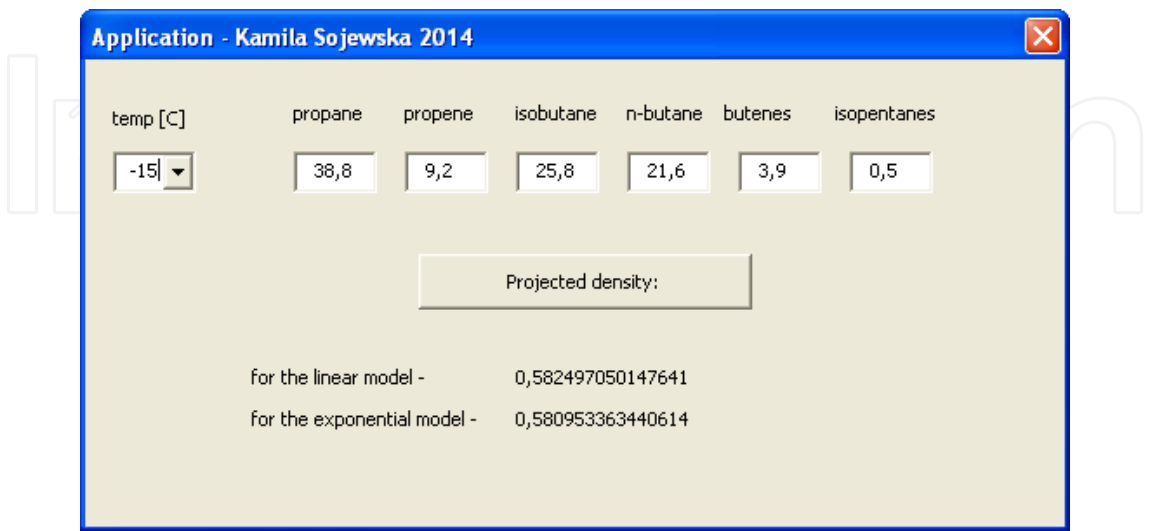 Application - Kamila Sojewska 2014
temp [C] propane propene isobutane n-butane butenes isopentanes
-15 38,8 9,2 25,8 21,6 3,9 0,5
Projected density:
for the linear model - 0,582497050147641
for the exponential model - 0,580953363440614